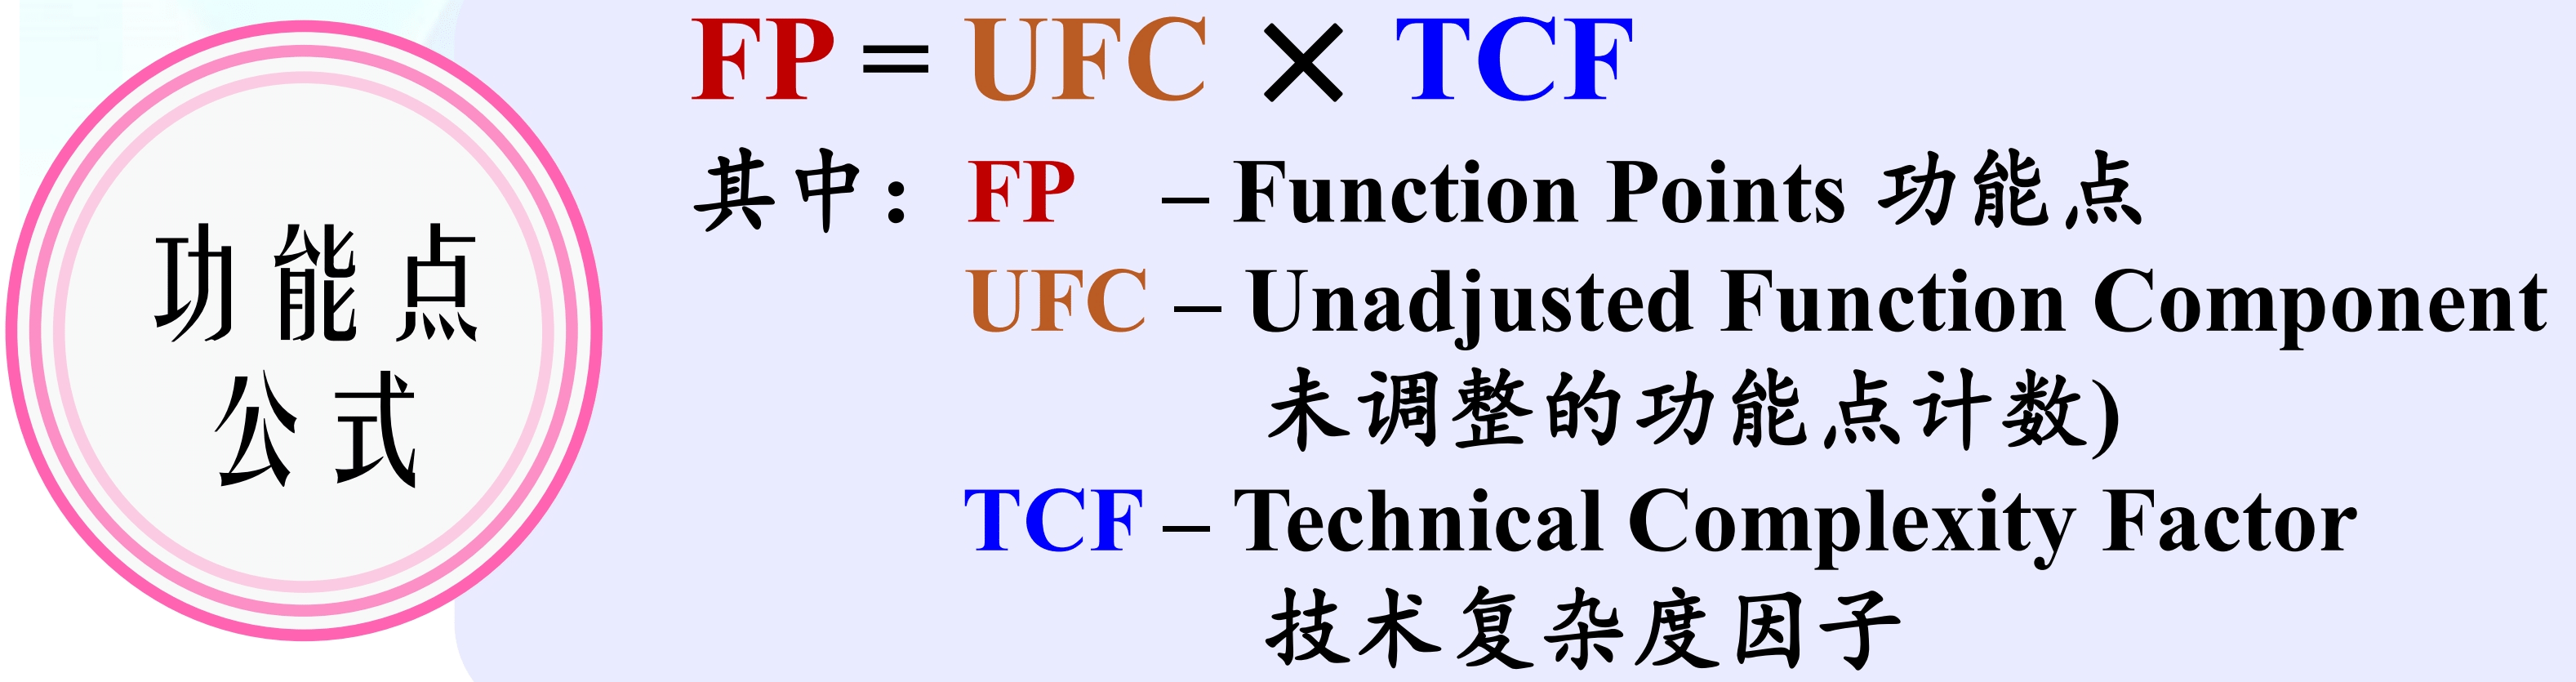 功能点
公式
FP = UFC × TCF
其中：FP – Function Points 功能点
UFC – Unadjusted Function Component
未调整的功能点计数)
TCF – Technical Complexity Factor
技术复杂度因子